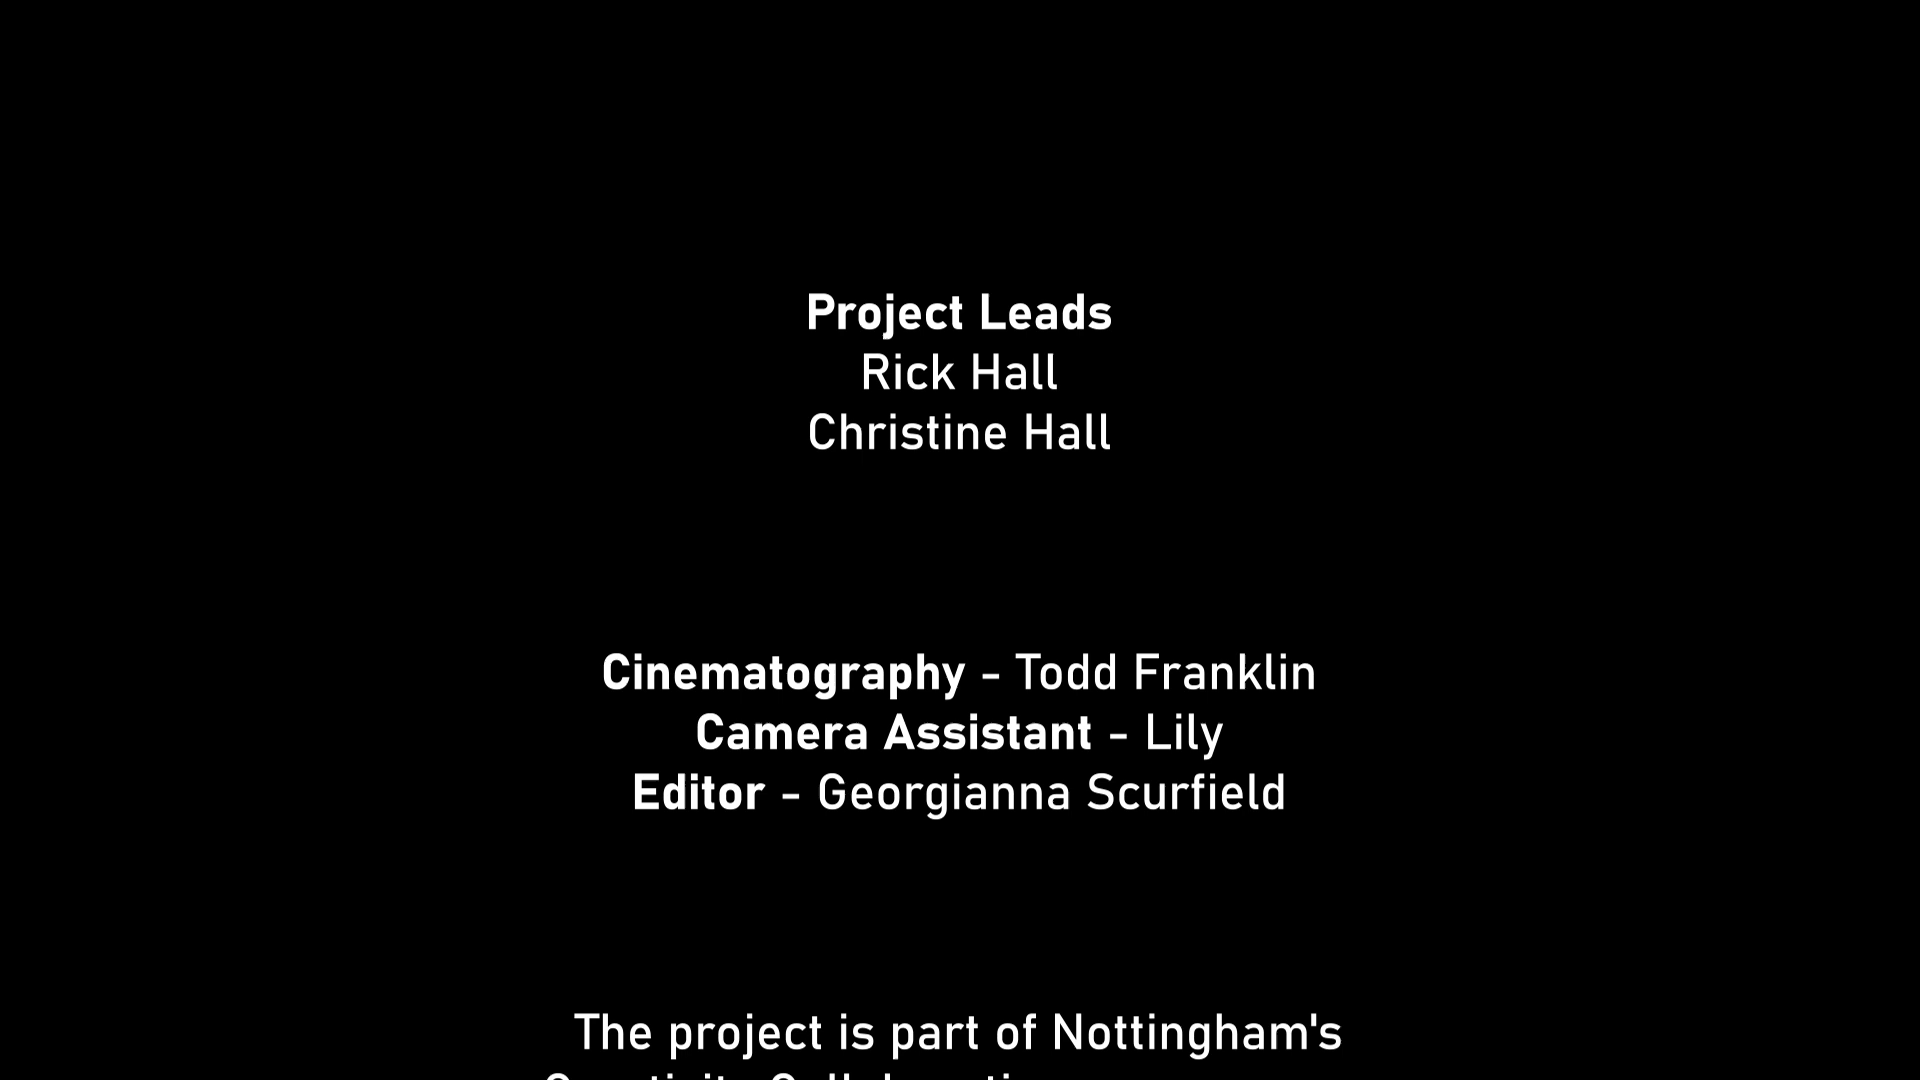 Project Leads
Rick Hall
Christine Hall
Cinematography - Todd Franklin
Camera Assistant - Lily
Editor - Georgianna Scurfield
The project is part of Nottingham's